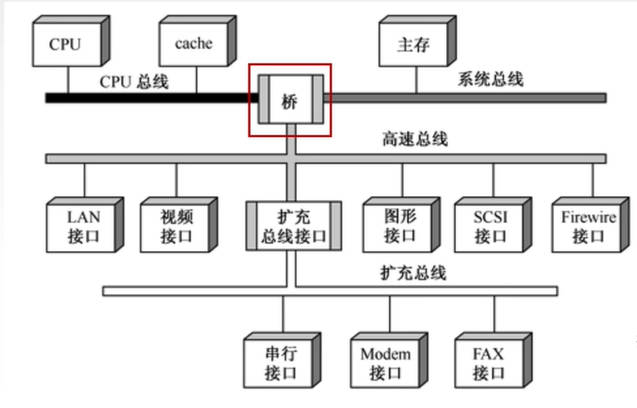 CPU
cache
主存
CPU 总线
桥
系统总线
高速总线
LAN
接口
视频
接口
扩充
总线接口
图形
接口
SCSI
接口
Firewire
接口
扩充总线
串行
接口
Modem
接口
FAX
接口